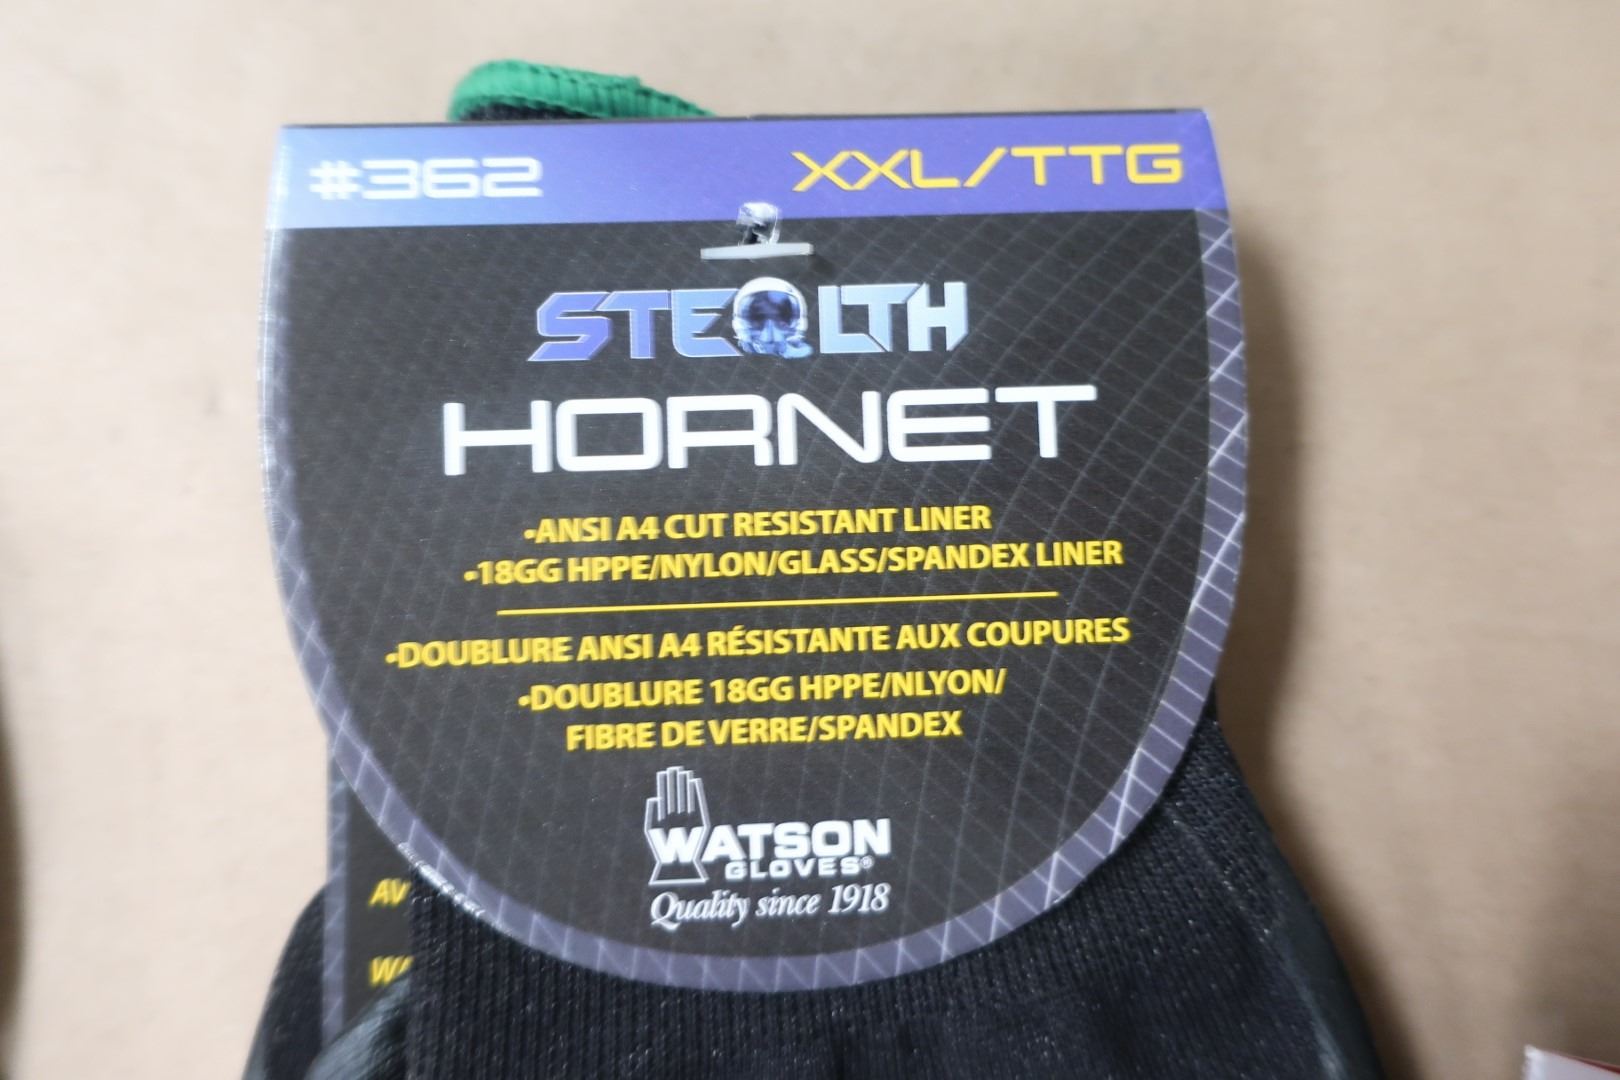 #362 XXL/TTG
STEALTH
HORNET
•ANSI A4 CUT RESISTANT LINER
•18GG HPPE/NYLON/GLASS/SPANDEX LINER
•DOUBLURE ANSI A4 RÉSISTANTE AUX COUPURES
•DOUBLURE 18GG HPPE/NLYON/
FIBRE DE VERRE/SPANDEX
WATSON
GLOVES®
Quality since 1918